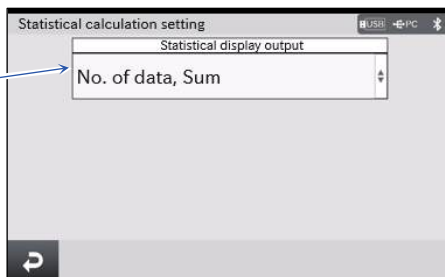 Statistical calculation setting
USB PC
Statistical display output
No. of data, Sum